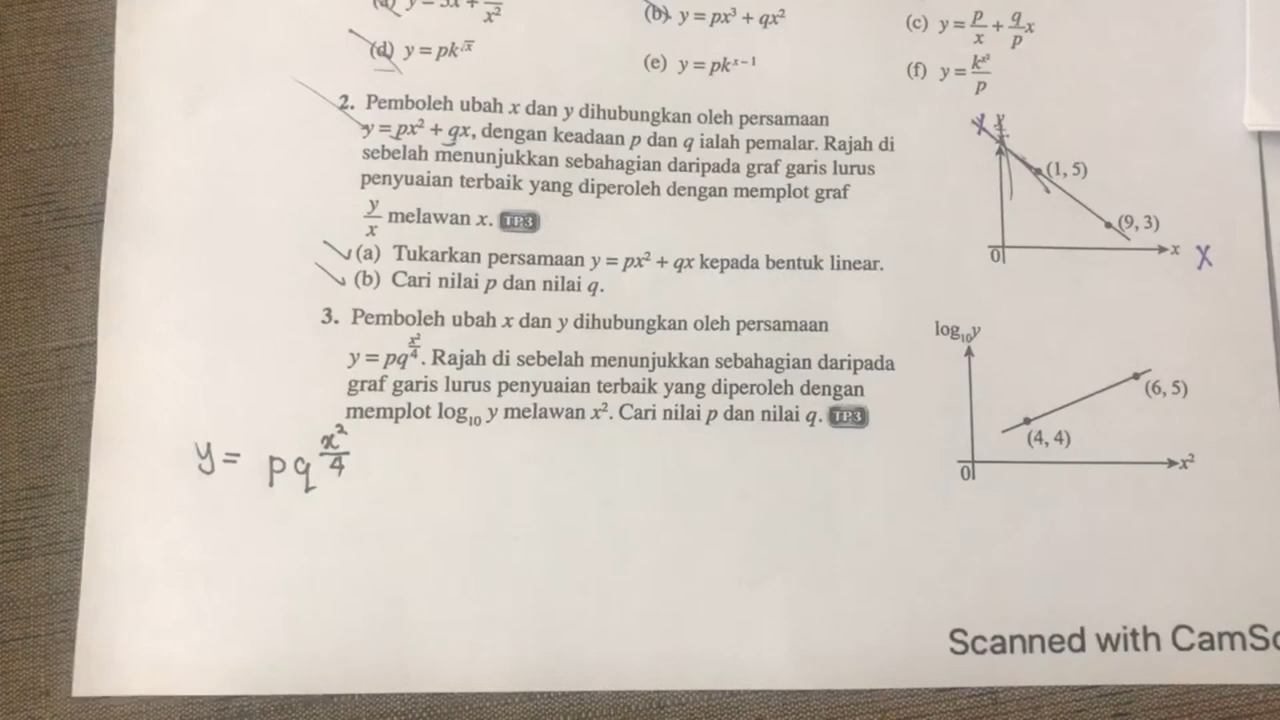 (b) y = px³ + qx²
(c) y = p/x + q/p x
(d) y = pk^√x
(e) y = pk^x–1
(f) y = k^x²/p
2. Pemboleh ubah x dan y dihubungkan oleh persamaan
y = px² + qx, dengan keadaan p dan q ialah pemalar. Rajah di
sebelah menunjukkan sebahagian daripada graf garis lurus
penyuaian terbaik yang diperoleh dengan memplot graf
y/x melawan x. TP3
(a) Tukarkan persamaan y = px² + qx kepada bentuk linear.
(b) Cari nilai p dan nilai q.
(1, 5)
(9, 3)
0
x
X
3. Pemboleh ubah x dan y dihubungkan oleh persamaan
y = pq^x²/4. Rajah di sebelah menunjukkan sebahagian daripada
graf garis lurus penyuaian terbaik yang diperoleh dengan
memplot log₁₀ y melawan x². Cari nilai p dan nilai q. TP3
log₁₀y
(6, 5)
(4, 4)
0
x²
y = pq^x²/4
Scanned with CamSc